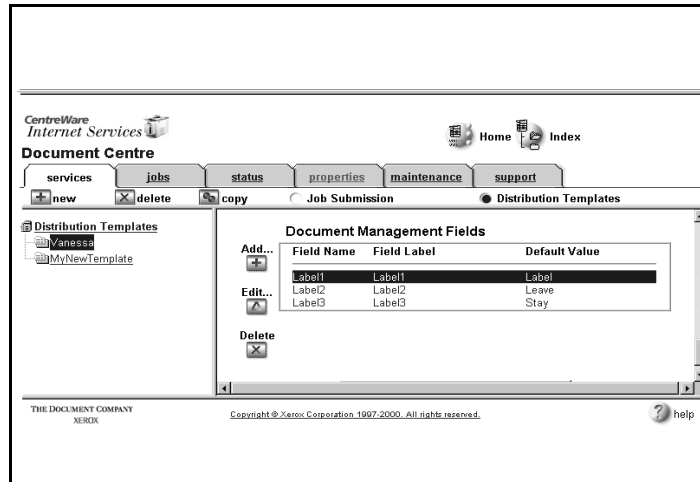 CentreWare
Internet Services
Home Index
Document Centre
services jobs status properties maintenance support
new delete copy Job Submission Distribution Templates
Distribution Templates
Vanessa
MyNewTemplate
Document Management Fields
Add...
Edit...
Delete
Field Name Field Label Default Value
Label1 Label1 Label
Label2 Label2 Leave
Label3 Label3 Stay
THE DOCUMENT COMPANY
XEROX
Copyright © Xerox Corporation 1997-2000. All rights reserved.
help